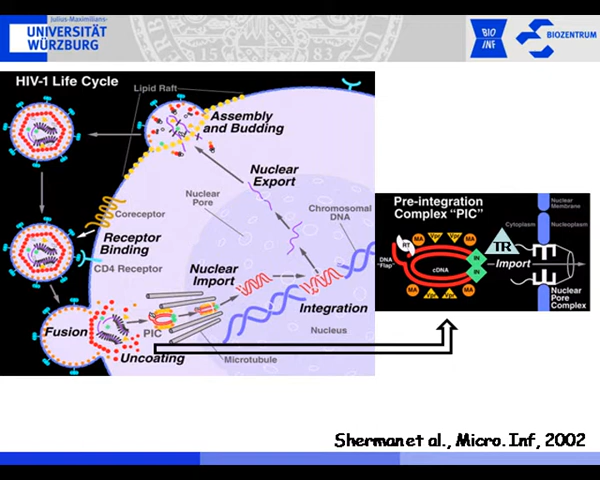 Julius-Maximilians-
UNIVERSITÄT
WÜRZBURG
BIO
INF
BIOZENTRUM
HIV-1 Life Cycle
Lipid Raft
Assembly
and Budding
Nuclear
Export
Nuclear
Pore
Chromosomal
DNA
Coreceptor
Receptor
Binding
CD4 Receptor
Nuclear
Import
Integration
Fusion
PIC
Nucleus
Uncoating
Microtubule
Pre-integration
Complex "PIC"
Nuclear
Membrane
Cytoplasm
Nucleoplasm
RT
MA
Vpr
Vpr
MA
TR
DNA
"Flap"
cDNA
IN
IN
Import
MA
MA
Nuclear
Pore
Complex
Sherman et al., Micro. Inf, 2002